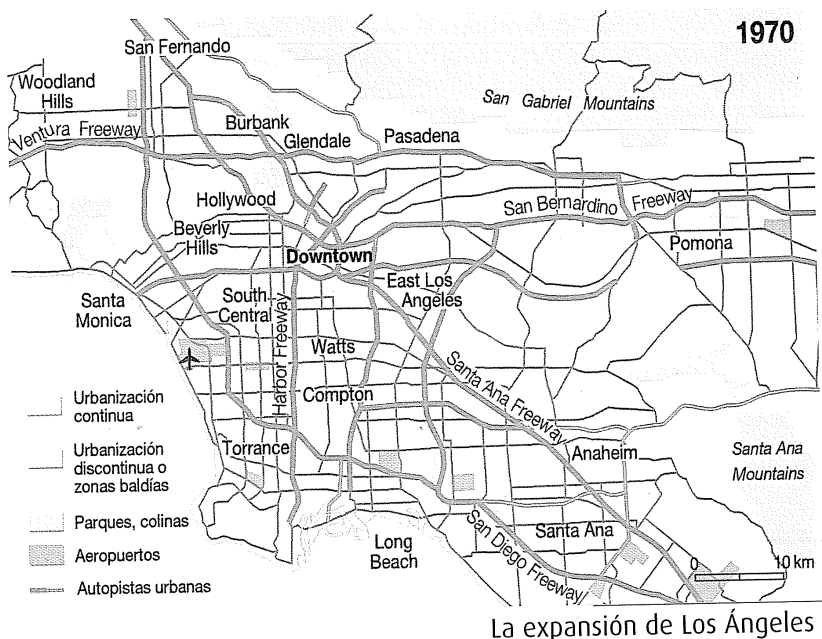 1970
San Fernando
Woodland
Hills
San Gabriel Mountains
Burbank
Ventura Freeway
Glendale
Pasadena
Hollywood
San Bernardino Freeway
Beverly
Hills
Pomona
Downtown
East Los
Angeles
Santa
Monica
South
Central
Harbor Freeway
Watts
Santa Ana Freeway
Compton
Urbanización
continua
Torrance
Anaheim
Santa Ana
Mountains
Urbanización
discontinua o
zonas baldías
Parques, colinas
San Diego Freeway
Santa Ana
Long
Beach
Aeropuertos
0 10 km
Autopistas urbanas
La expansión de Los Ángeles